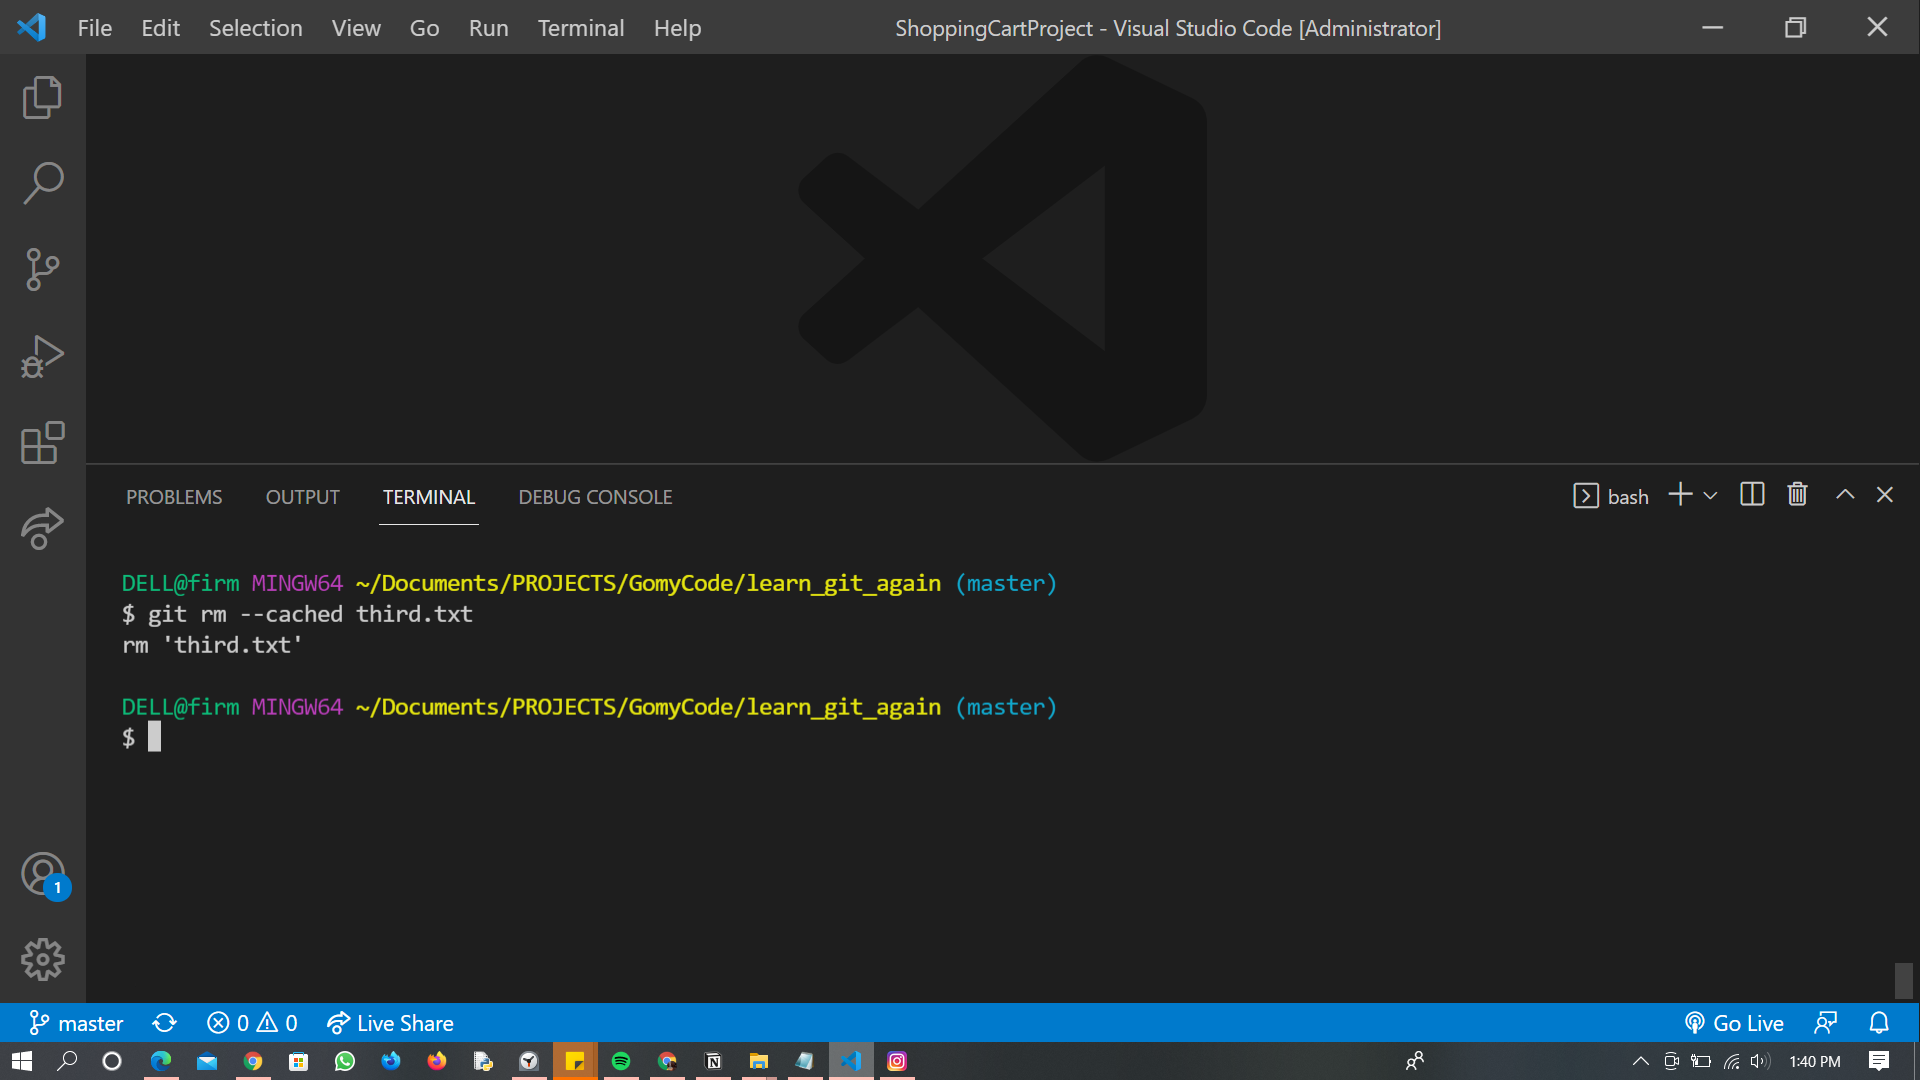 File Edit Selection View Go Run Terminal Help ShoppingCartProject - Visual Studio Code [Administrator]
PROBLEMS OUTPUT TERMINAL DEBUG CONSOLE bash
DELL@firm MINGW64 ~/Documents/PROJECTS/GomyCode/learn_git_again (master)
$ git rm --cached third.txt
rm 'third.txt'
DELL@firm MINGW64 ~/Documents/PROJECTS/GomyCode/learn_git_again (master)
$
1
master 0 0 Live Share Go Live
1:40 PM